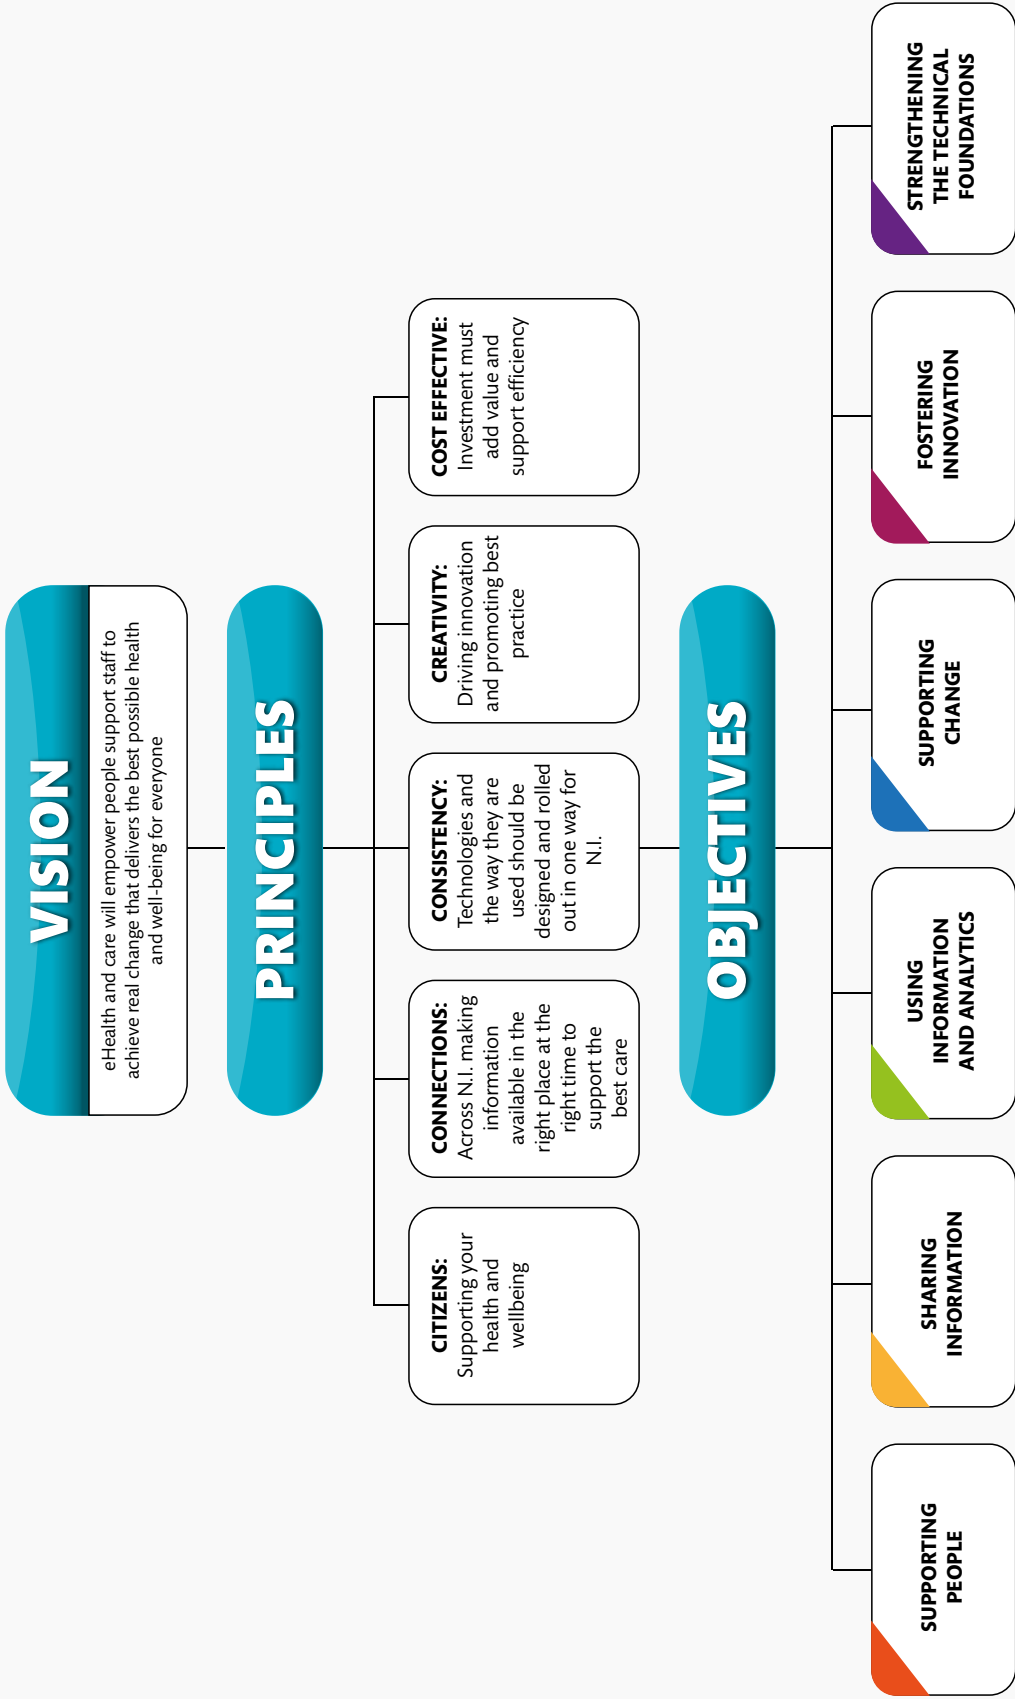 VISION
eHealth and care will empower people support staff to
achieve real change that delivers the best possible health
and well-being for everyone
PRINCIPLES
CITIZENS:
Supporting your
health and
wellbeing
CONNECTIONS:
Across N.I. making
information
available in the
right place at the
right time to
support the
best care
CONSISTENCY:
Technologies and
the way they are
used should be
designed and rolled
out in one way for
N.I.
CREATIVITY:
Driving innovation
and promoting best
practice
COST EFFECTIVE:
Investment must
add value and
support efficiency
OBJECTIVES
SUPPORTING
PEOPLE
SHARING
INFORMATION
USING
INFORMATION
AND ANALYTICS
SUPPORTING
CHANGE
FOSTERING
INNOVATION
STRENGTHENING
THE TECHNICAL
FOUNDATIONS